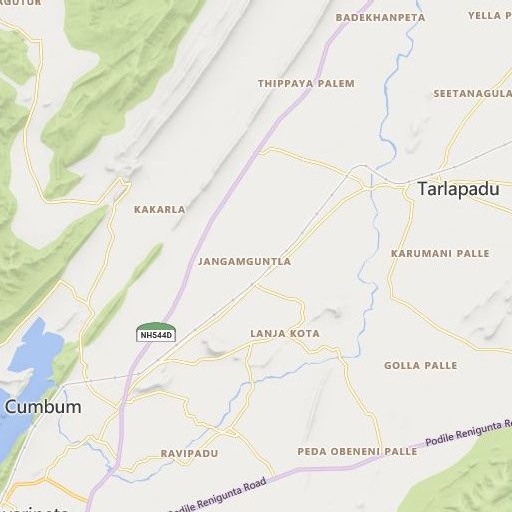 BADEKHANPETA
YELLA P
THIPPAYA PALEM
SEETANAGULA
Tarlapadu
KAKARLA
KARUMANI PALLE
JANGAMGUNTLA
NH544D
LANJA KOTA
GOLLA PALLE
Cumbum
Podile Renigunta R
RAVIPADU
PEDA OBENENI PALLE
Podile Renigunta Road